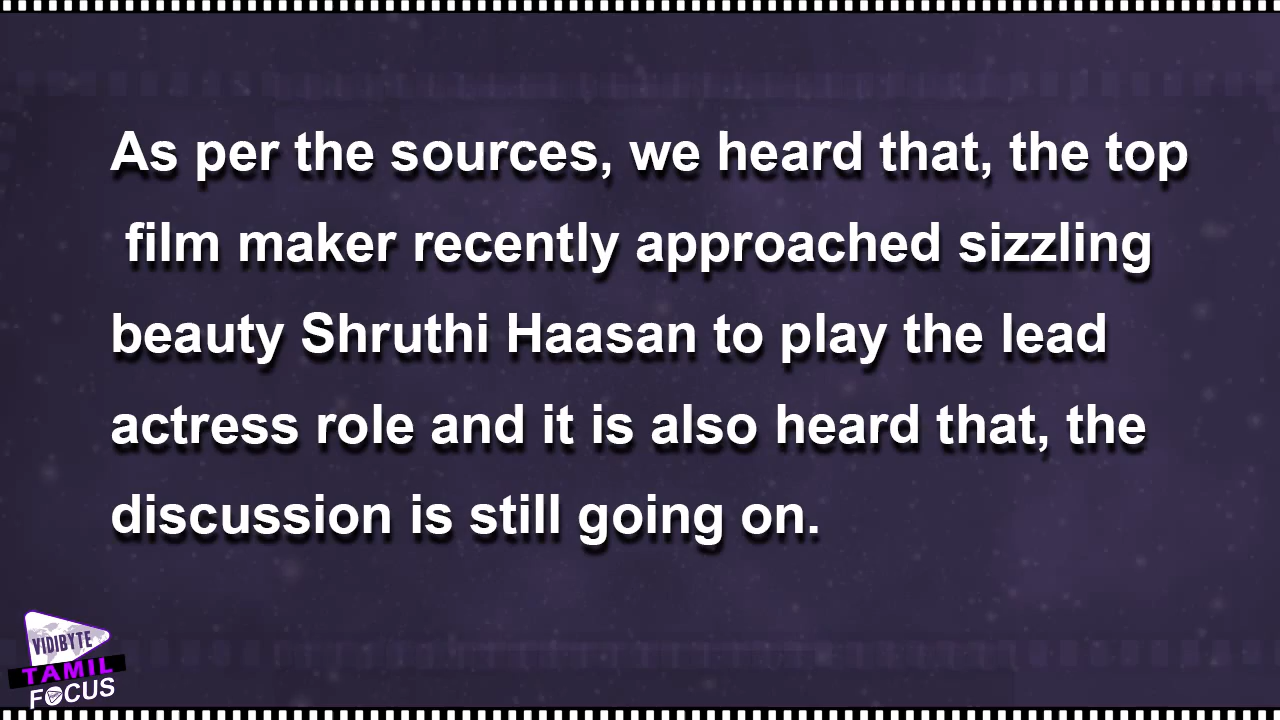 As per the sources, we heard that, the top
film maker recently approached sizzling
beauty Shruthi Haasan to play the lead
actress role and it is also heard that, the
discussion is still going on.
VIDIBYTE
TAMIL
FOCUS